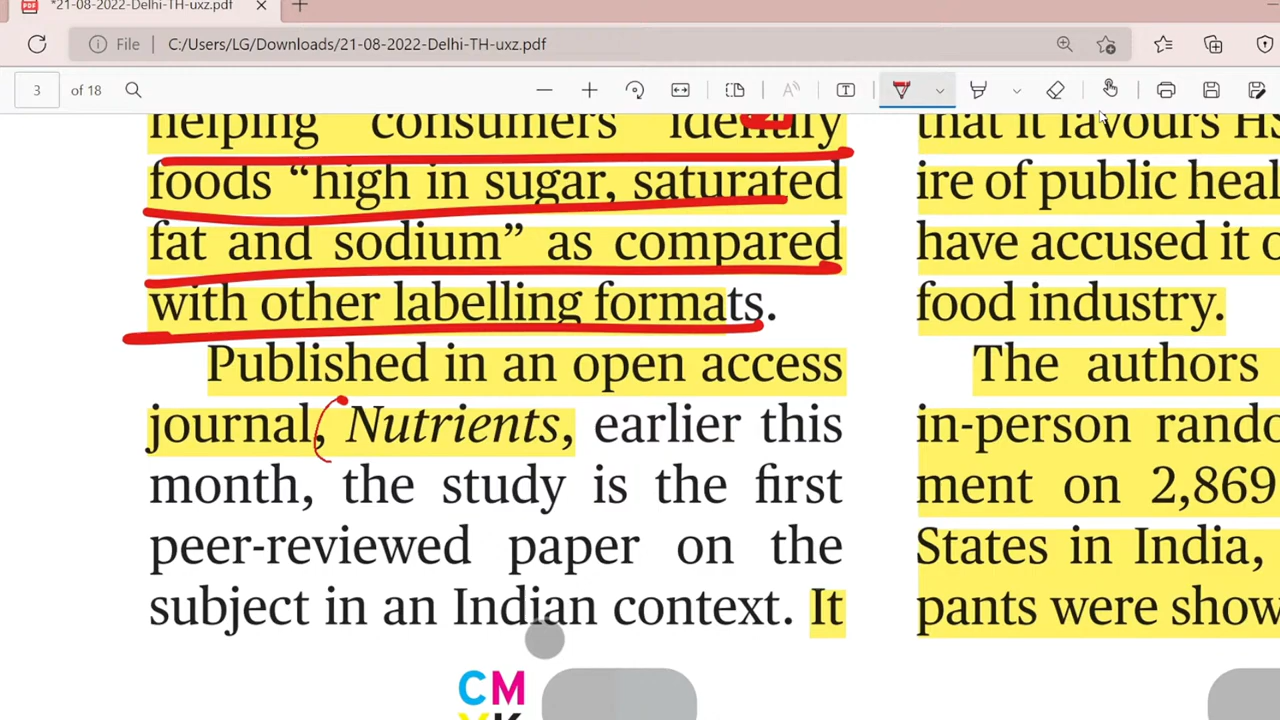 *21-08-2022-Delhi-TH-uxz.pdf
File C:/Users/LG/Downloads/21-08-2022-Delhi-TH-uxz.pdf
3 of 18
helping consumers identify
foods “high in sugar, saturated
fat and sodium” as compared
with other labelling formats.
Published in an open access
journal, Nutrients, earlier this
month, the study is the first
peer-reviewed paper on the
subject in an Indian context. It
that it favours HS
ire of public heal
have accused it o
food industry.
The authors
in-person rando
ment on 2,869
States in India,
pants were show
CM
YK